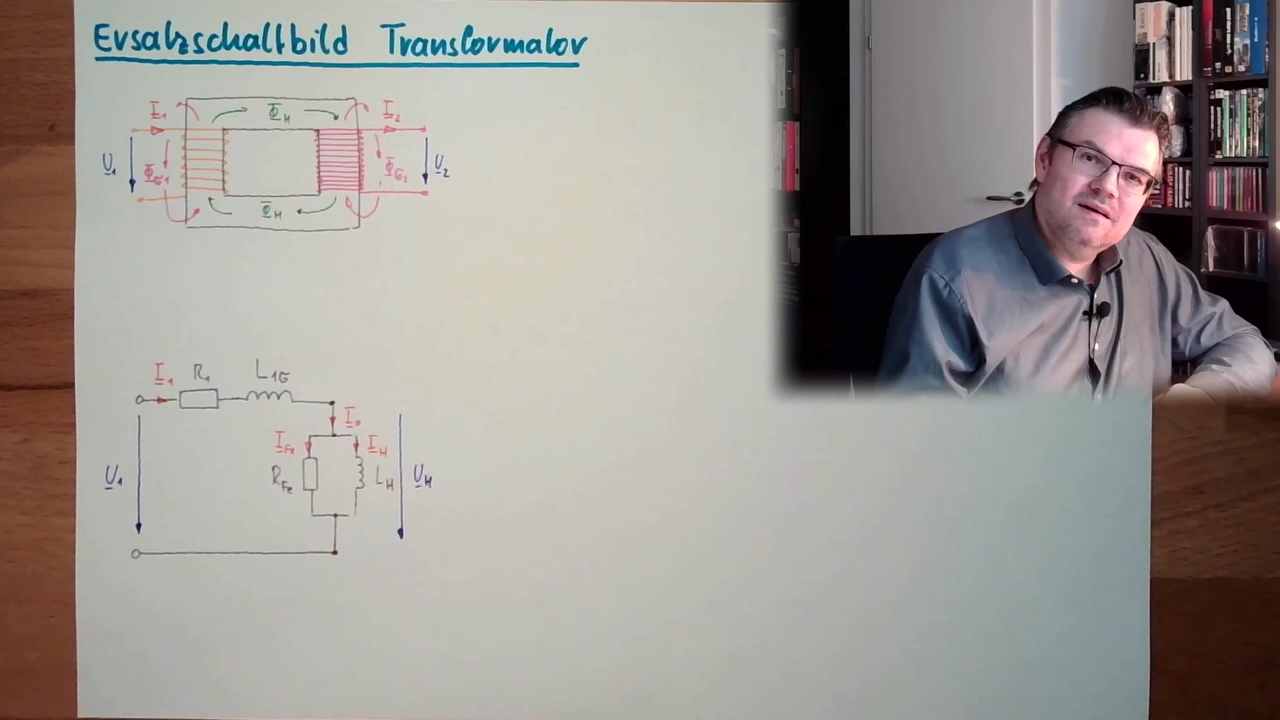 Ersatzschaltbild Transformator
I1 ΦH I2
U1 Φσ1 Φσ2 U2
ΦH
I1 R1 L1σ
I0
IFe IH
U1 RFe LH UH